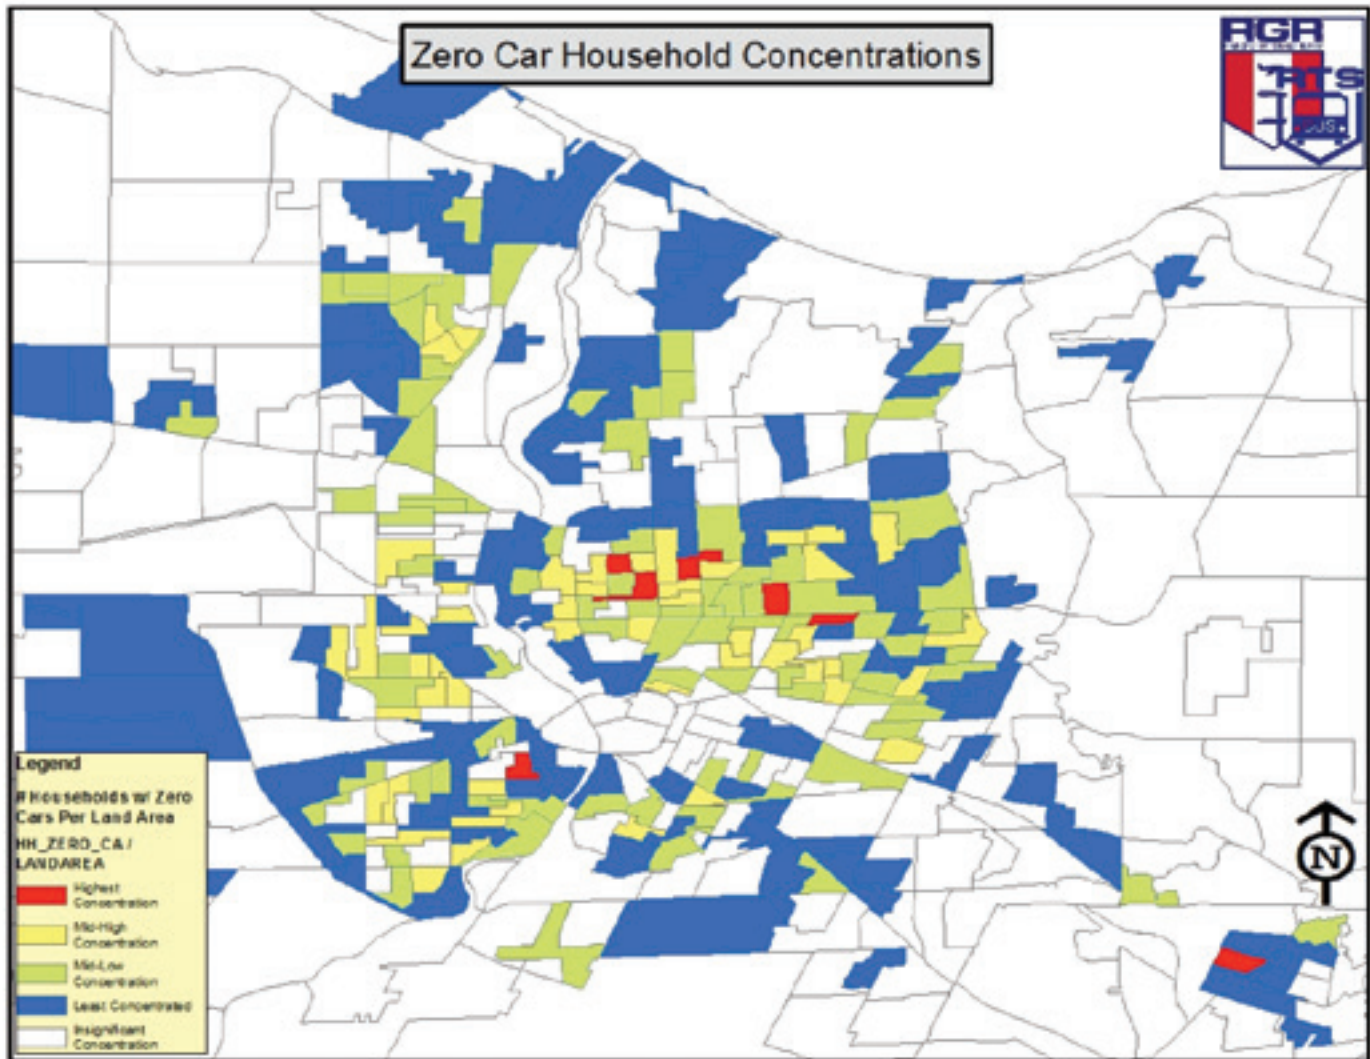 Zero Car Household Concentrations
RTS
BUS
Legend
# Households w/ Zero
Cars Per Land Area
HH_ZERO_CA /
LANDAREA
Highest
Concentration
Mid-High
Concentration
Mid-Low
Concentration
Least Concentrated
Insignificant
Concentration
N